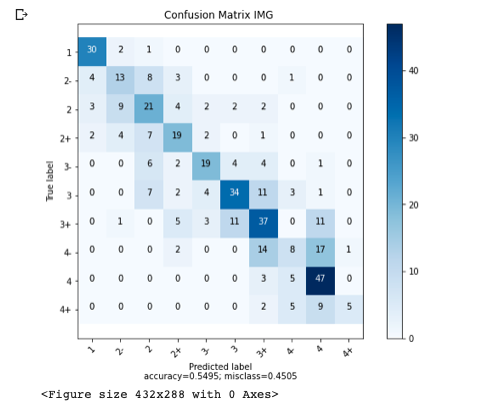 Confusion Matrix IMG
1 30 2 1 0 0 0 0 0 0 0
2- 4 13 8 3 0 0 0 1 0 0
2 3 9 21 4 2 2 2 0 0 0
2+ 2 4 7 19 2 0 1 0 0 0
3- 0 0 6 2 19 4 4 0 1 0
3 0 0 7 2 4 34 11 3 1 0
3+ 0 1 0 5 3 11 37 0 11 0
4- 0 0 0 2 0 0 14 8 17 1
4 0 0 0 0 0 0 3 5 47 0
4+ 0 0 0 0 0 0 2 5 9 5
1 2- 2 2+ 3- 3 3+ 4- 4 4+
True label
Predicted label
accuracy=0.5495; misclass=0.4505
40
30
20
10
0
<Figure size 432x288 with 0 Axes>